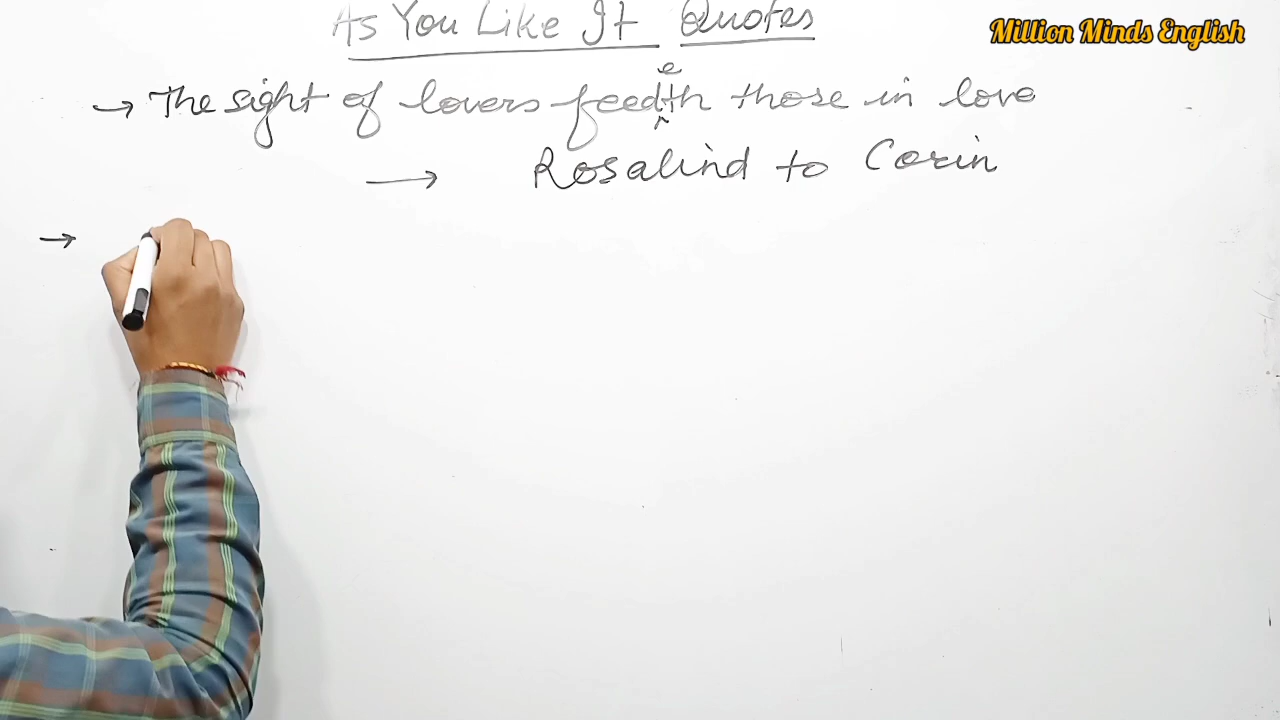 As You Like It Quotes
Million Minds English
→ The sight of lovers feedeth those in love
→ Rosalind to Corin
→